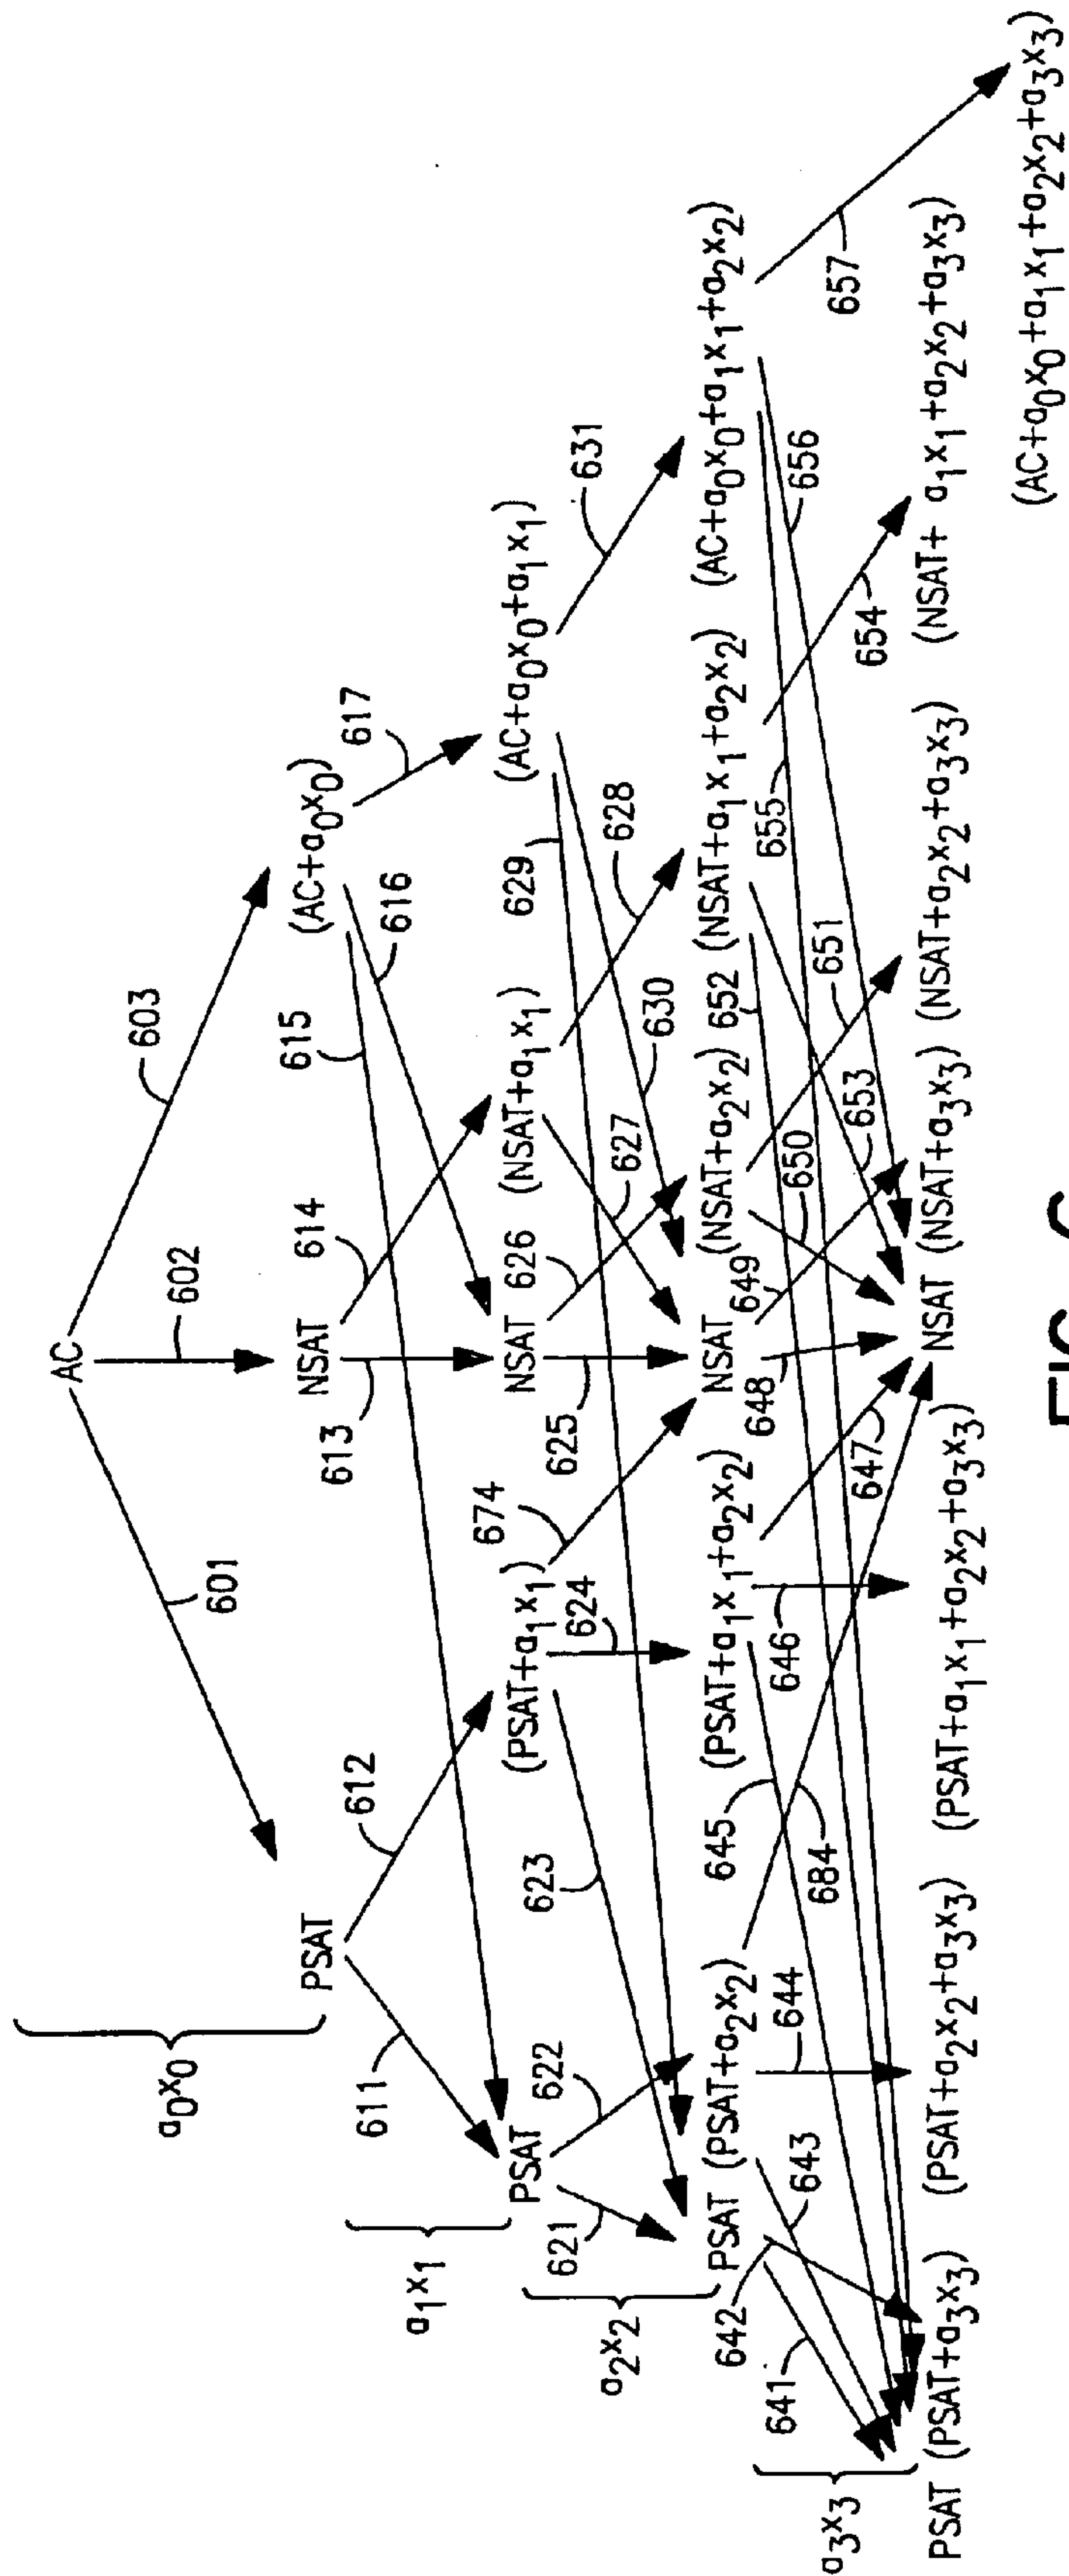 AC
601
602
603
a0x0
PSAT
NSAT
(AC+a0x0)
611
612
613
614
615
616
617
a1x1
PSAT
(PSAT+a1x1)
NSAT
(NSAT+a1x1)
(AC+a0x0+a1x1)
621
622
623
624
674
625
626
627
628
629
630
631
a2x2
PSAT
(PSAT+a2x2)
(PSAT+a1x1+a2x2)
NSAT
(NSAT+a2x2)
(NSAT+a1x1+a2x2)
(AC+a0x0+a1x1+a2x2)
641
642
643
644
645
684
646
647
648
649
650
651
652
653
654
655
656
657
a3x3
PSAT
(PSAT+a3x3)
(PSAT+a2x2+a3x3)
(PSAT+a1x1+a2x2+a3x3)
NSAT
(NSAT+a3x3)
(NSAT+a2x2+a3x3)
(NSAT+ a1x1+a2x2+a3x3)
(AC+a0x0+a1x1+a2x2+a3x3)